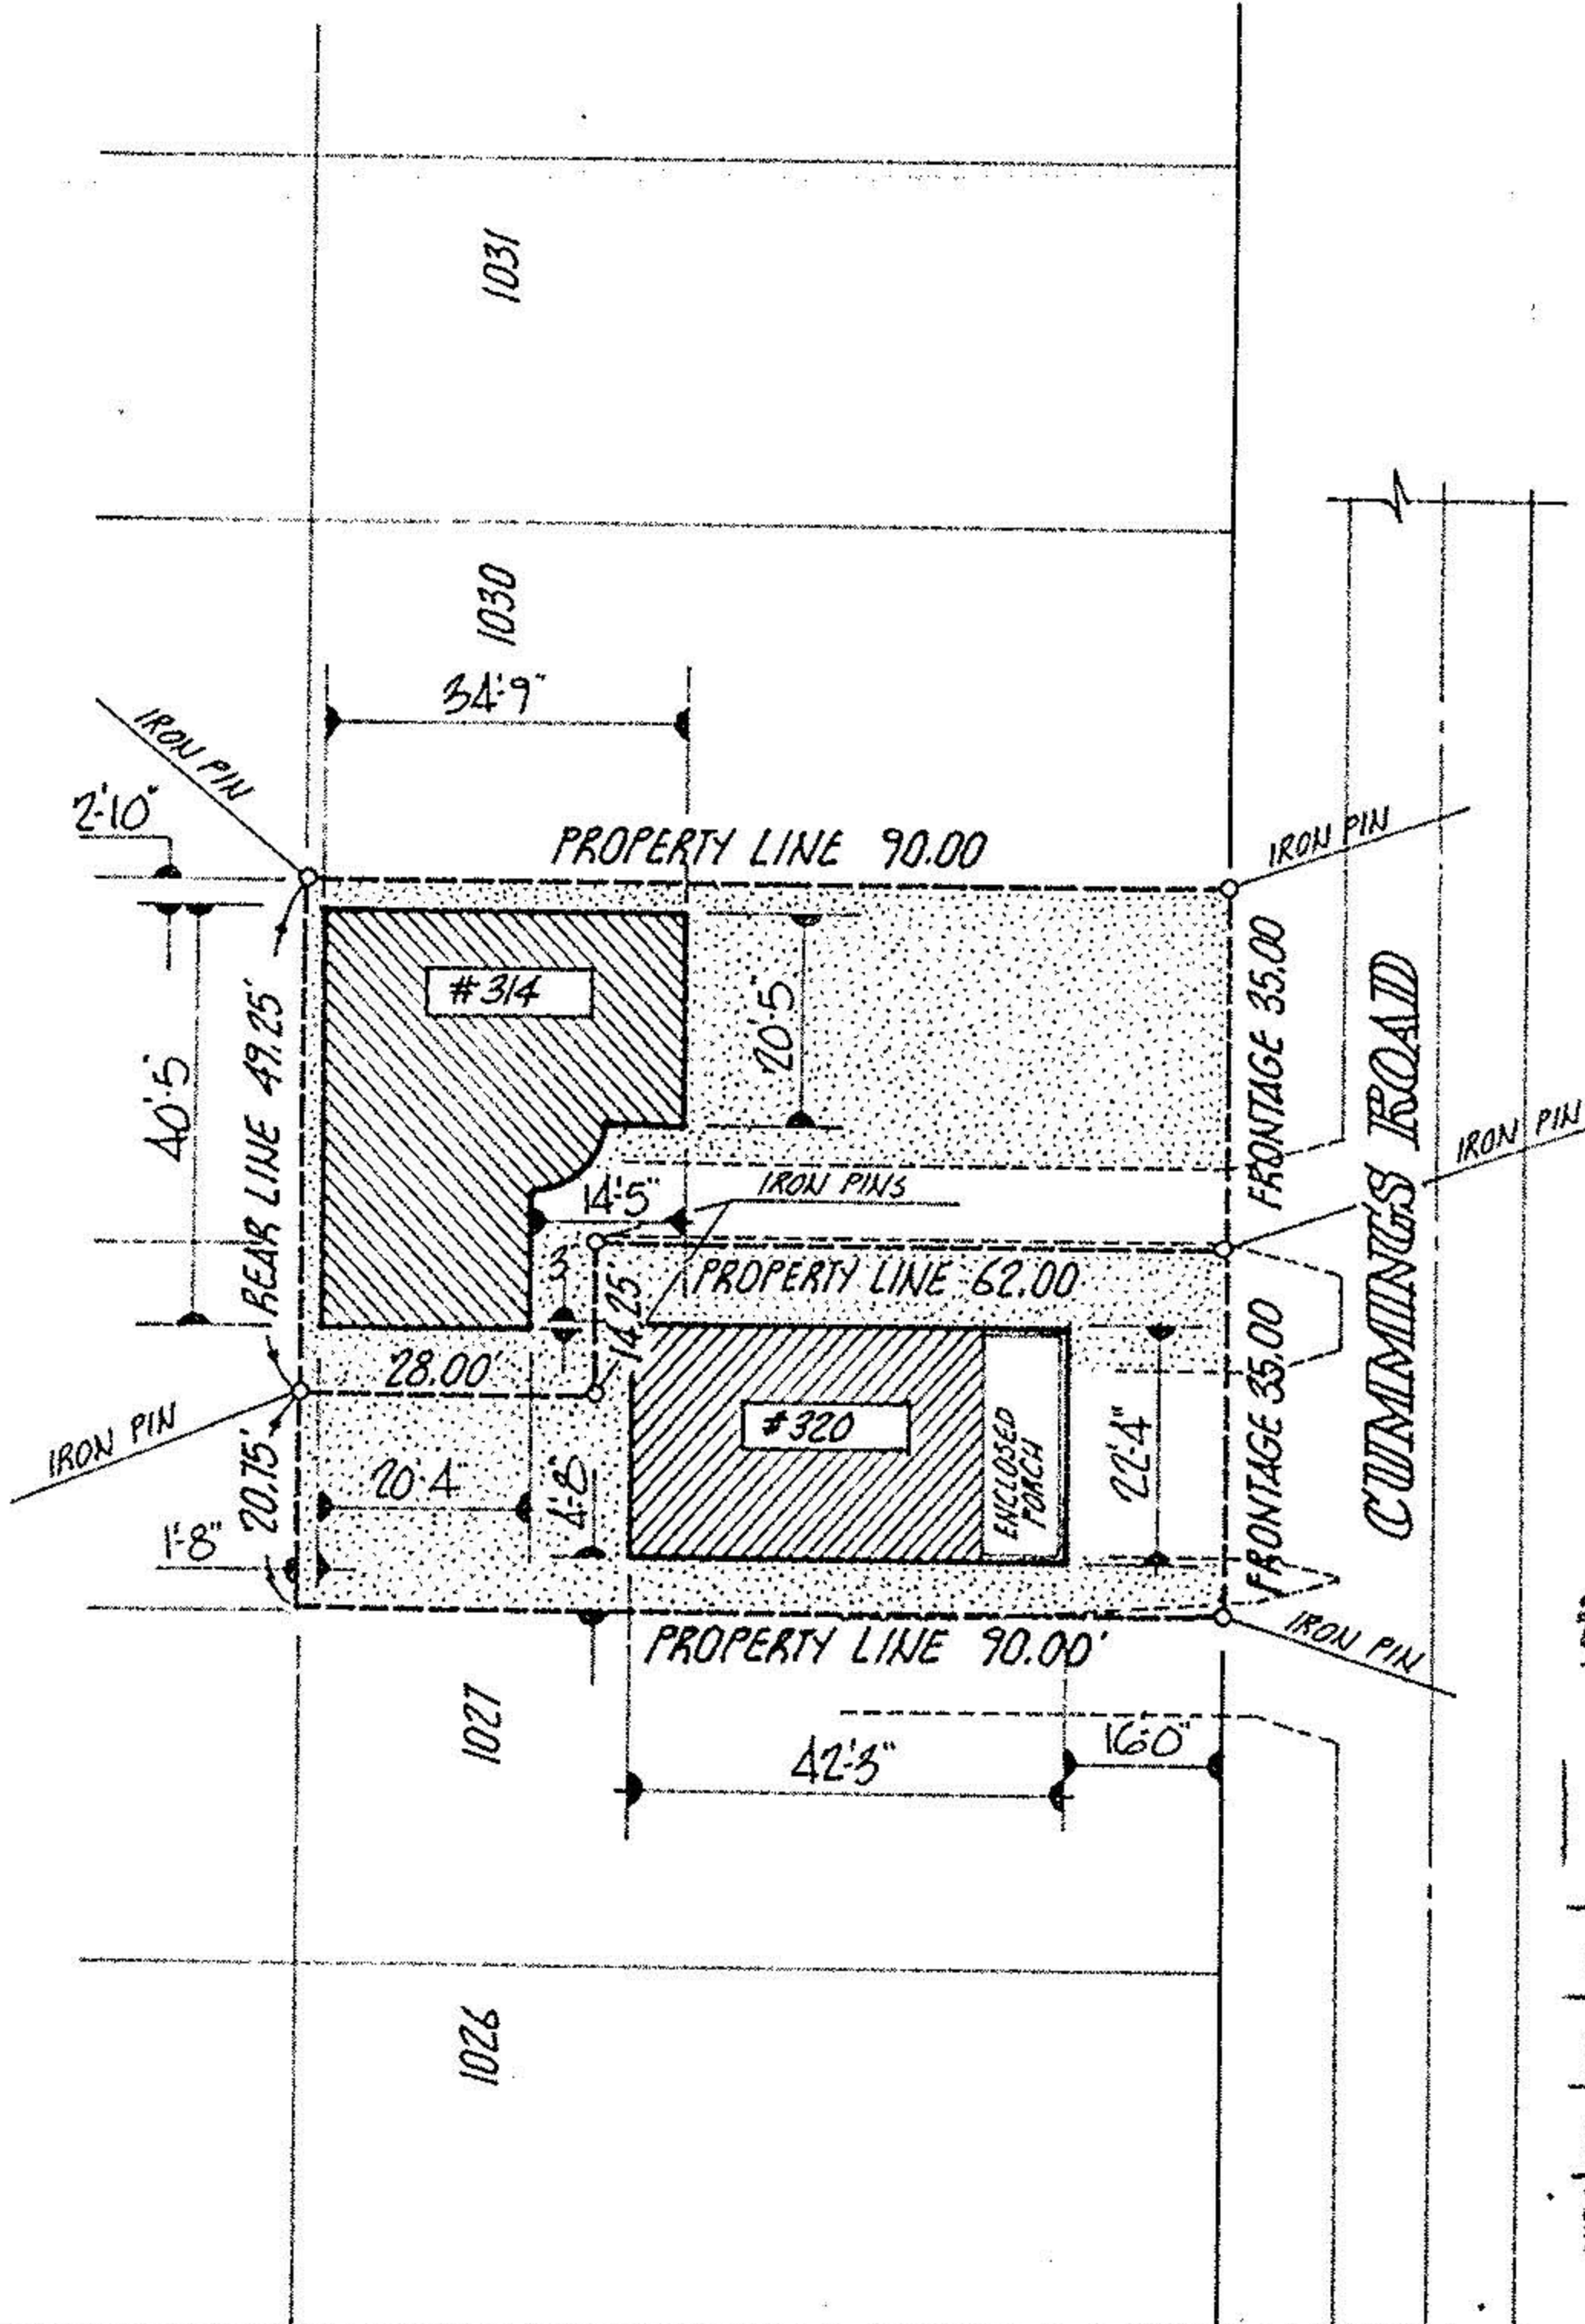 1031
1030
34'-9"
IRON PIN
2'-10"
PROPERTY LINE 90.00
IRON PIN
#314
20'-5"
FRONTAGE 35.00
REAR LINE 49.25'
40'-5"
CUMMINGS ROAD
IRON PIN
14'-5"
IRON PINS
3'
14.25'
PROPERTY LINE 62.00
28.00'
#320
ENCLOSED
PORCH
22'-4"
FRONTAGE 35.00
IRON PIN
20.75'
20'-4"
4'-8"
1'-8"
PROPERTY LINE 90.00'
IRON PIN
1027
42'-3"
16'-0"
1026